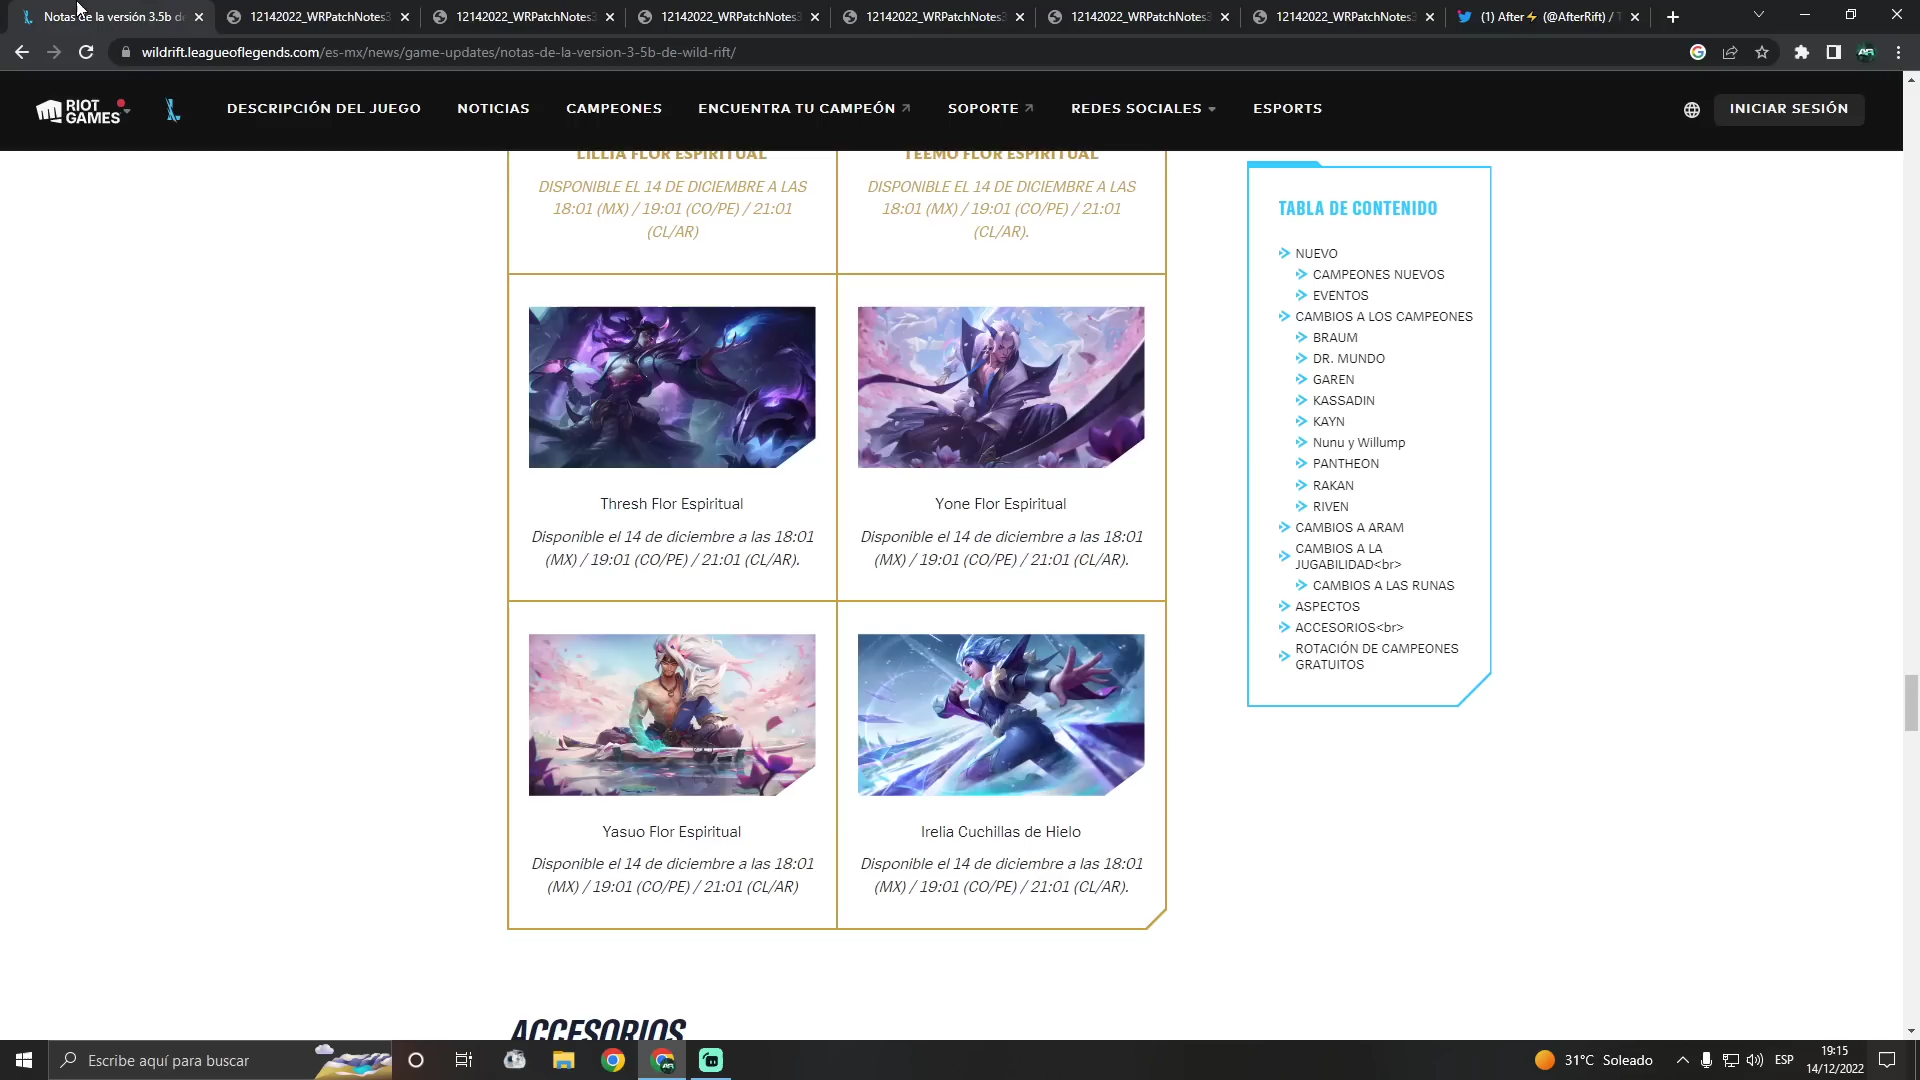 Notas de la versión 3.5b de
12142022_WRPatchNotes3
12142022_WRPatchNotes3
12142022_WRPatchNotes3
12142022_WRPatchNotes3
12142022_WRPatchNotes3
12142022_WRPatchNotes3
(1) After⚡ (@AfterRift) / T
wildrift.leagueoflegends.com/es-mx/news/game-updates/notas-de-la-version-3-5b-de-wild-rift/
RIOT GAMES
DESCRIPCIÓN DEL JUEGO
NOTICIAS
CAMPEONES
ENCUENTRA TU CAMPEÓN
SOPORTE
REDES SOCIALES
ESPORTS
INICIAR SESIÓN
LILLIA FLOR ESPIRITUAL
DISPONIBLE EL 14 DE DICIEMBRE A LAS
18:01 (MX) / 19:01 (CO/PE) / 21:01
(CL/AR)
TEEMO FLOR ESPIRITUAL
DISPONIBLE EL 14 DE DICIEMBRE A LAS
18:01 (MX) / 19:01 (CO/PE) / 21:01
(CL/AR).
Thresh Flor Espiritual
Disponible el 14 de diciembre a las 18:01
(MX) / 19:01 (CO/PE) / 21:01 (CL/AR).
Yone Flor Espiritual
Disponible el 14 de diciembre a las 18:01
(MX) / 19:01 (CO/PE) / 21:01 (CL/AR).
Yasuo Flor Espiritual
Disponible el 14 de diciembre a las 18:01
(MX) / 19:01 (CO/PE) / 21:01 (CL/AR)
Irelia Cuchillas de Hielo
Disponible el 14 de diciembre a las 18:01
(MX) / 19:01 (CO/PE) / 21:01 (CL/AR).
ACCESORIOS
TABLA DE CONTENIDO
NUEVO
CAMPEONES NUEVOS
EVENTOS
CAMBIOS A LOS CAMPEONES
BRAUM
DR. MUNDO
GAREN
KASSADIN
KAYN
Nunu y Willump
PANTHEON
RAKAN
RIVEN
CAMBIOS A ARAM
CAMBIOS A LA
JUGABILIDAD<br>
CAMBIOS A LAS RUNAS
ASPECTOS
ACCESORIOS<br>
ROTACIÓN DE CAMPEONES
GRATUITOS
Escribe aquí para buscar
31°C Soleado
ESP
19:15
14/12/2022